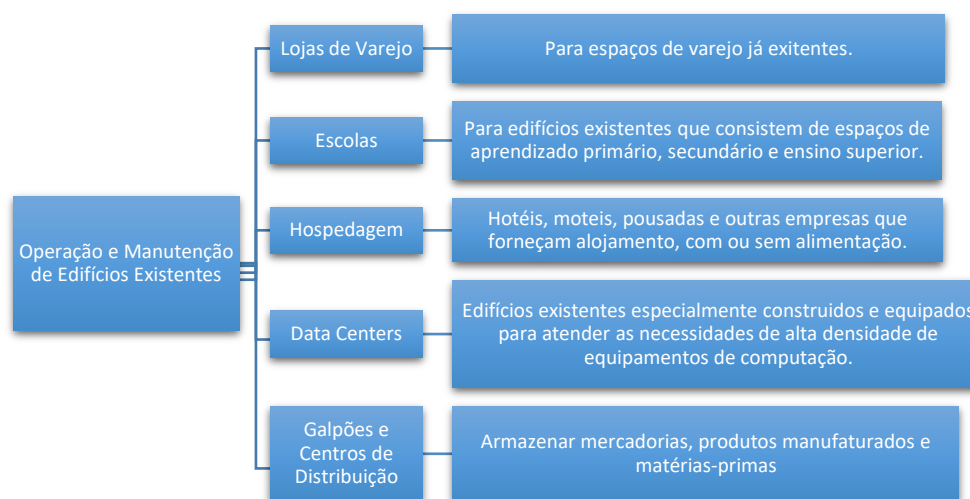 Operação e Manutenção
de Edifícios Existentes
Lojas de Varejo
Para espaços de varejo já exitentes.
Escolas
Para edifícios existentes que consistem de espaços de
aprendizado primário, secundário e ensino superior.
Hospedagem
Hotéis, moteis, pousadas e outras empresas que
forneçam alojamento, com ou sem alimentação.
Data Centers
Edifícios existentes especialmente construidos e equipados
para atender as necessidades de alta densidade de
equipamentos de computação.
Galpões e
Centros de
Distribuição
Armazenar mercadorias, produtos manufaturados e
matérias-primas